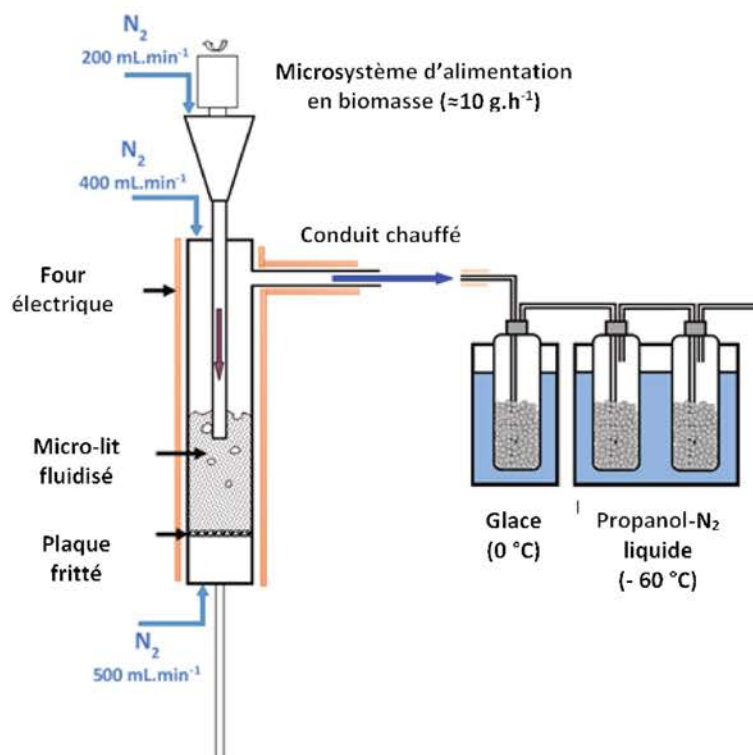 N₂
200 mL.min⁻¹
Microsystème d'alimentation
en biomasse (≈10 g.h⁻¹)
N₂
400 mL.min⁻¹
Conduit chauffé
Four
électrique
Micro-lit
fluidisé
Plaque
fritté
Glace
(0 °C)
Propanol-N₂
liquide
(- 60 °C)
N₂
500 mL.min⁻¹